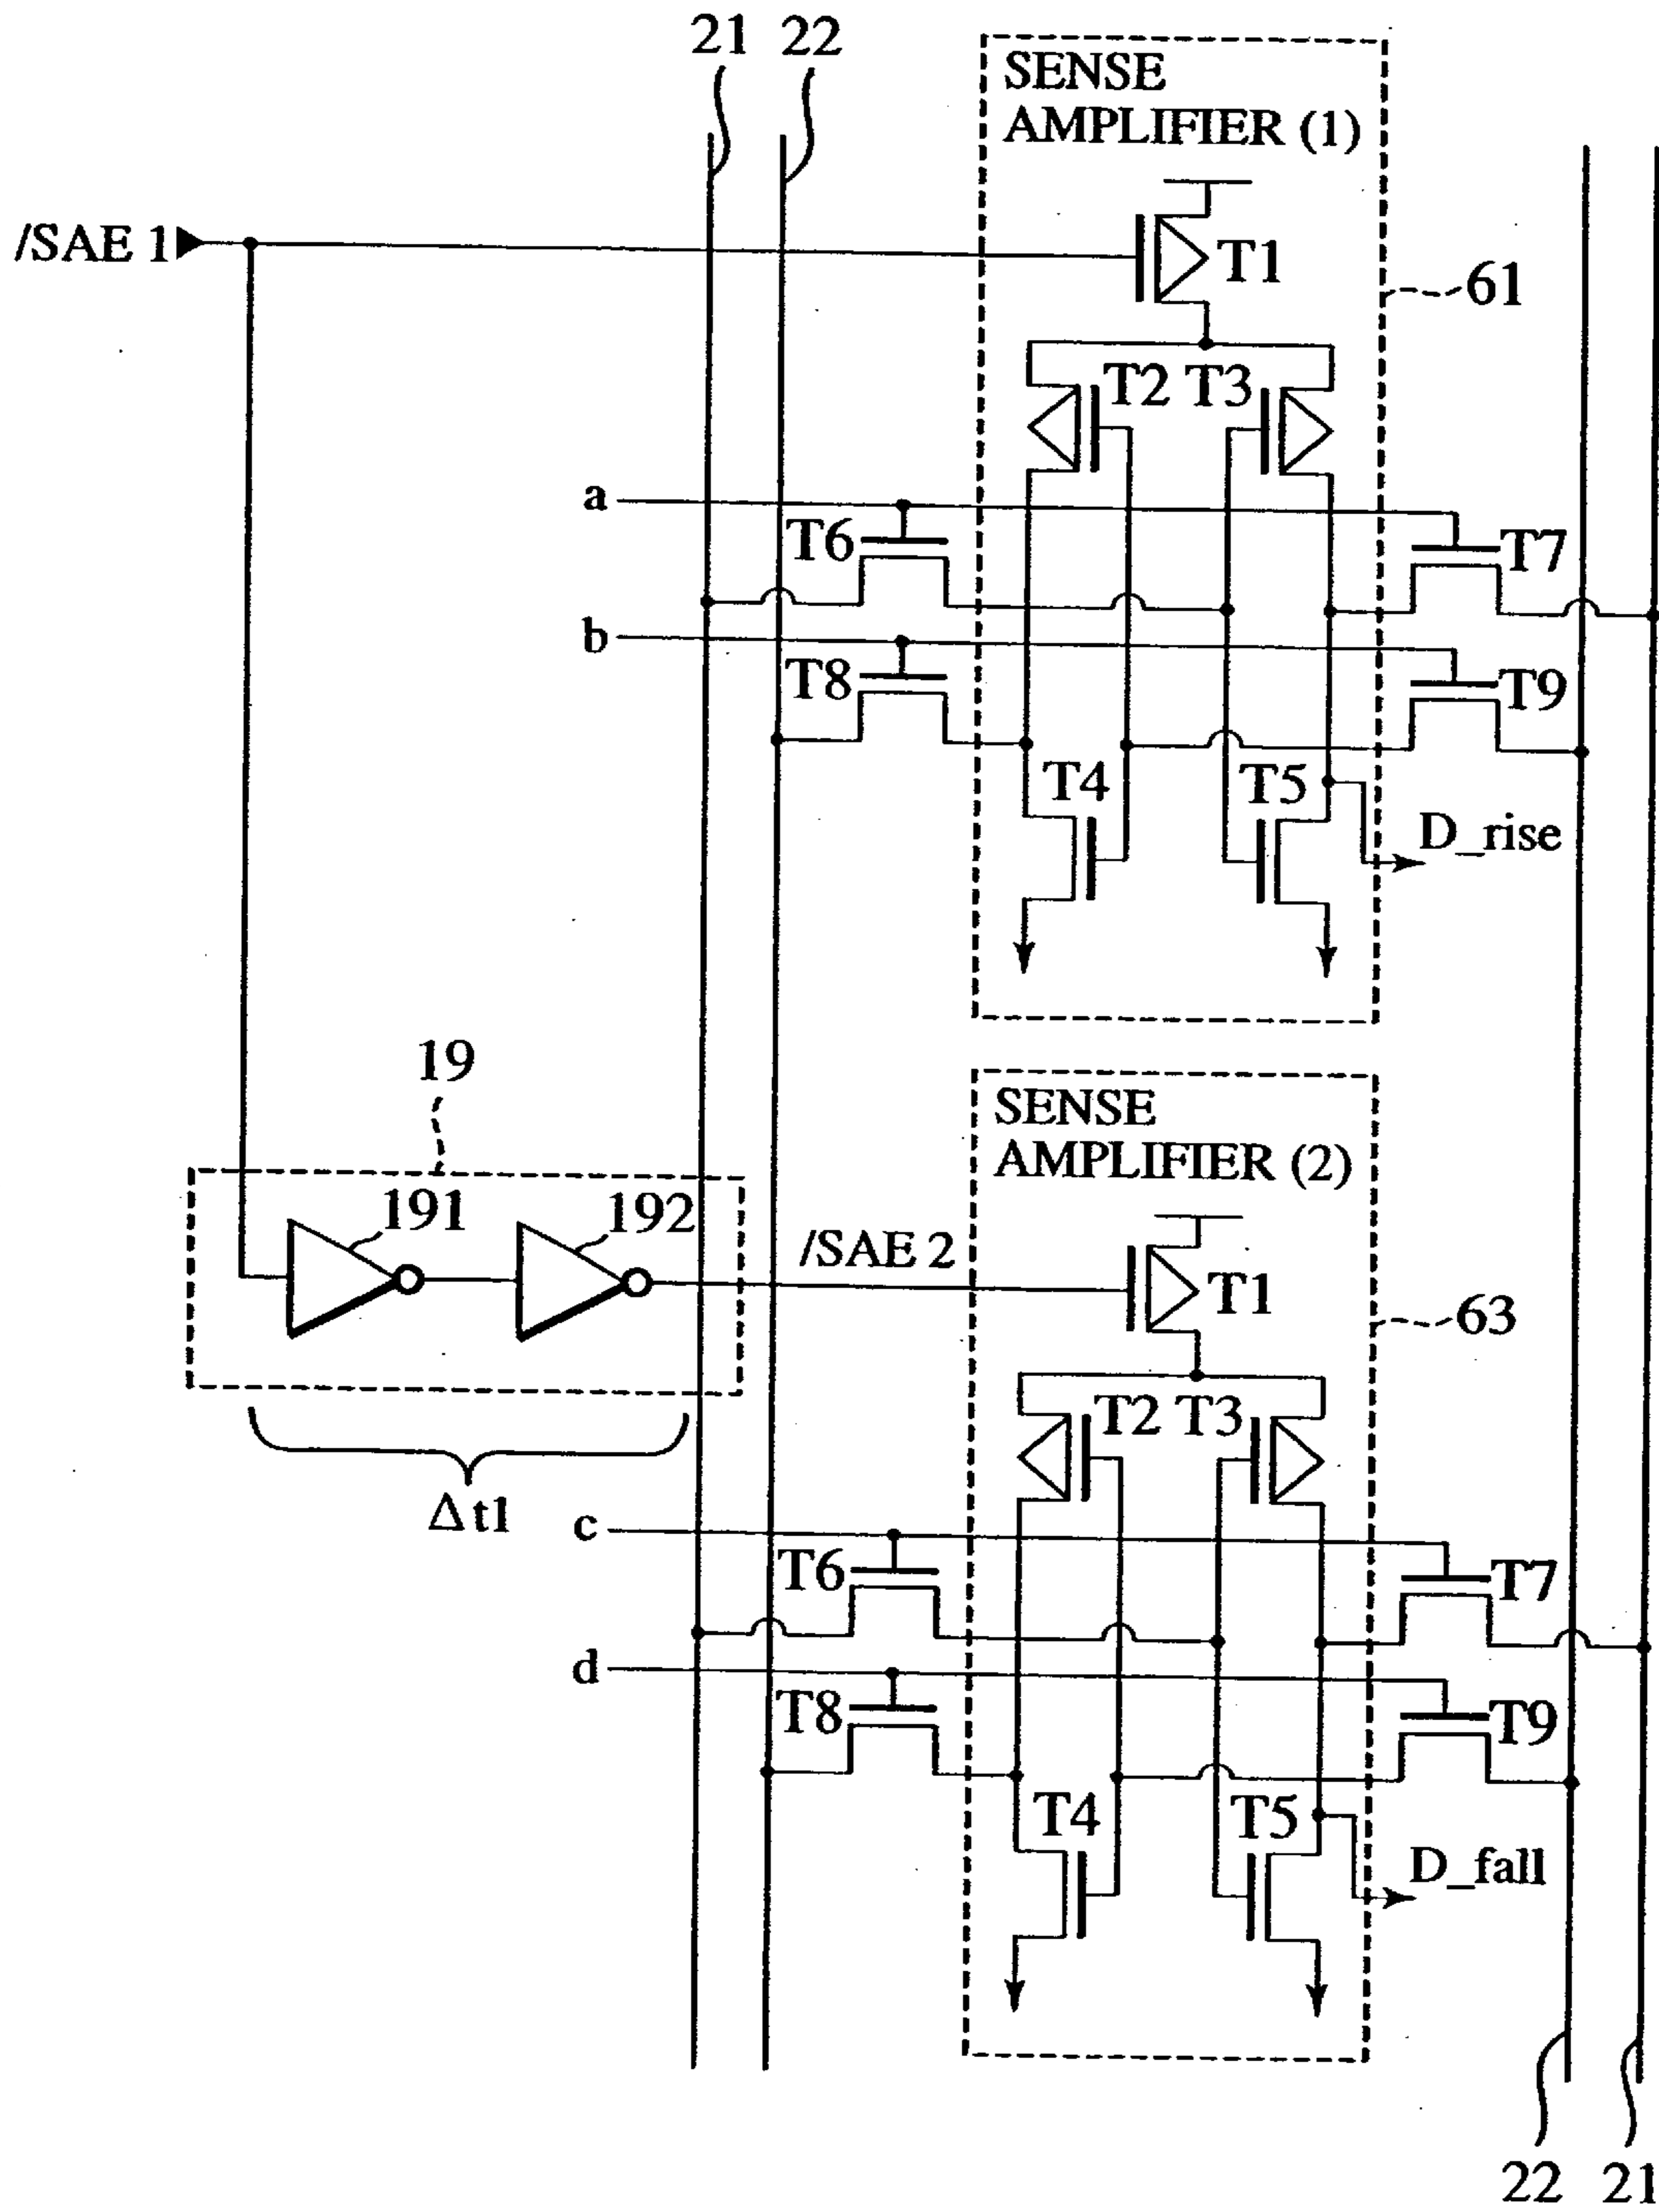 21 22
SENSE
AMPLIFIER (1)
/SAE 1
T1
61
T2 T3
a
T6
T7
b
T8
T9
T4
T5
D_rise
19
SENSE
AMPLIFIER (2)
191
192
/SAE 2
T1
63
T2 T3
Δt1
c
T6
T7
d
T8
T9
T4
T5
D_fall
22 21